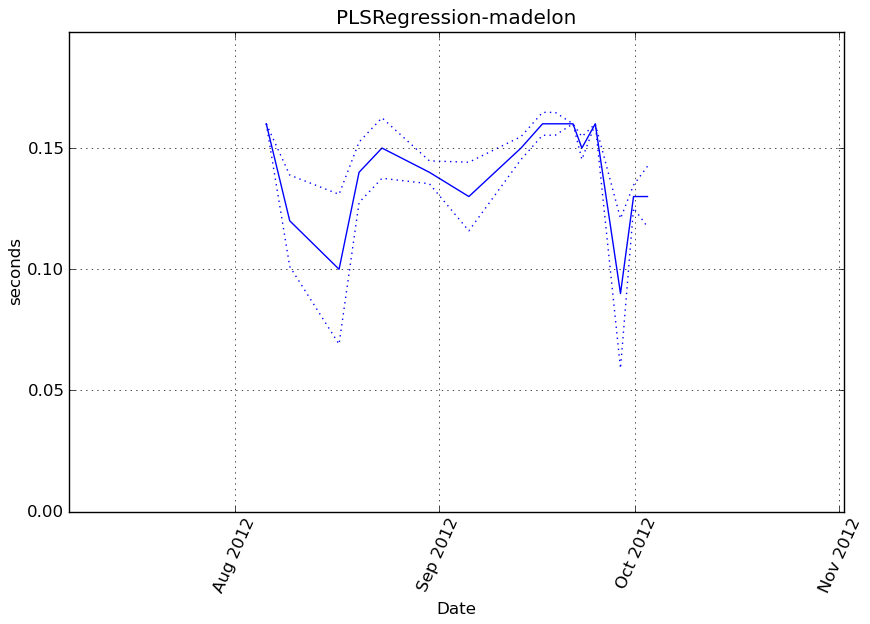 PLSRegression-madelon
0.15
0.10
0.05
0.00
seconds
Aug 2012
Sep 2012
Oct 2012
Nov 2012
Date